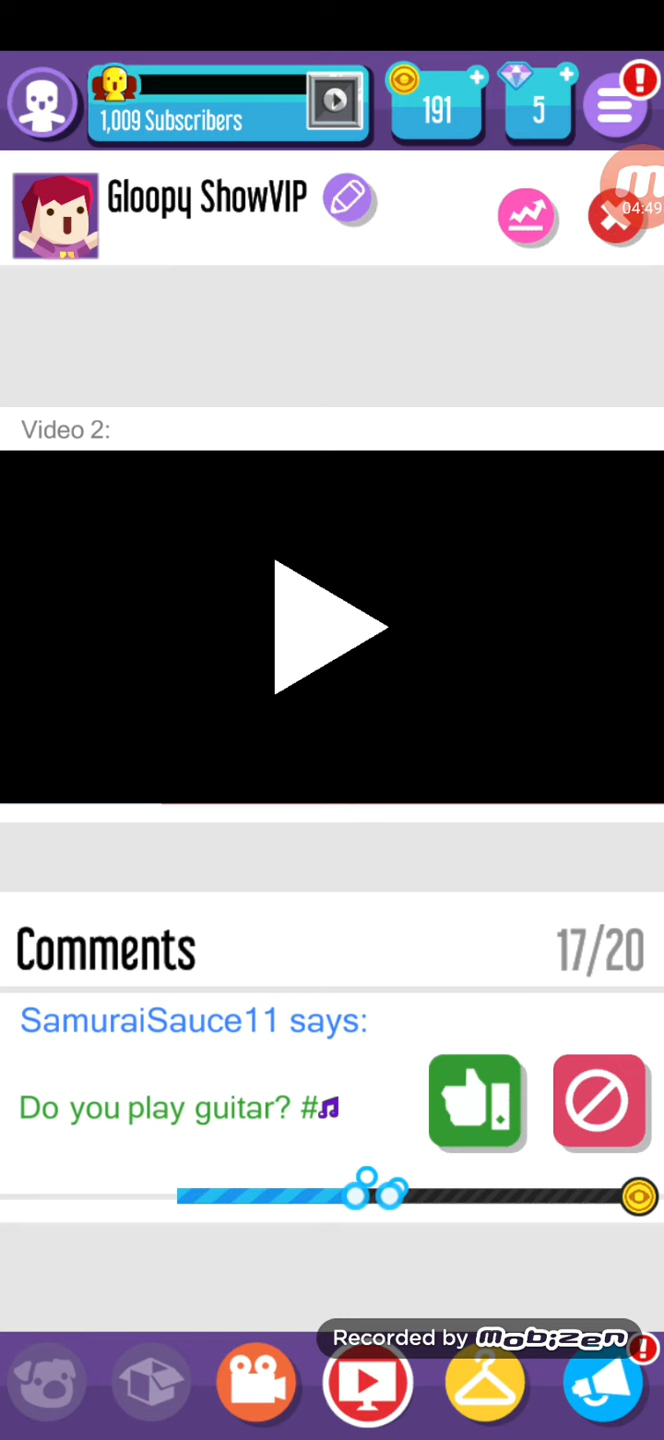 1,009 Subscribers
191
5
Gloopy ShowVIP
04:49
Video 2:
Comments
17/20
SamuraiSauce11 says:
Do you play guitar? #🎵
Recorded by mobizen